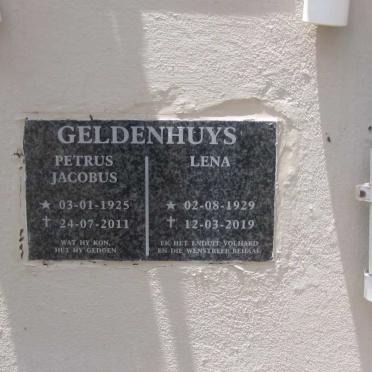 GELDENHUYS
PETRUS JACOBUS
★ 03-01-1925
✝ 24-07-2011
WAT HY KON,
HET HY GEDOEN
LENA
★ 02-08-1929
✝ 12-03-2019
EK HET ENDUIT VOLHARD
EN DIE WENSTREEP BEHAAL